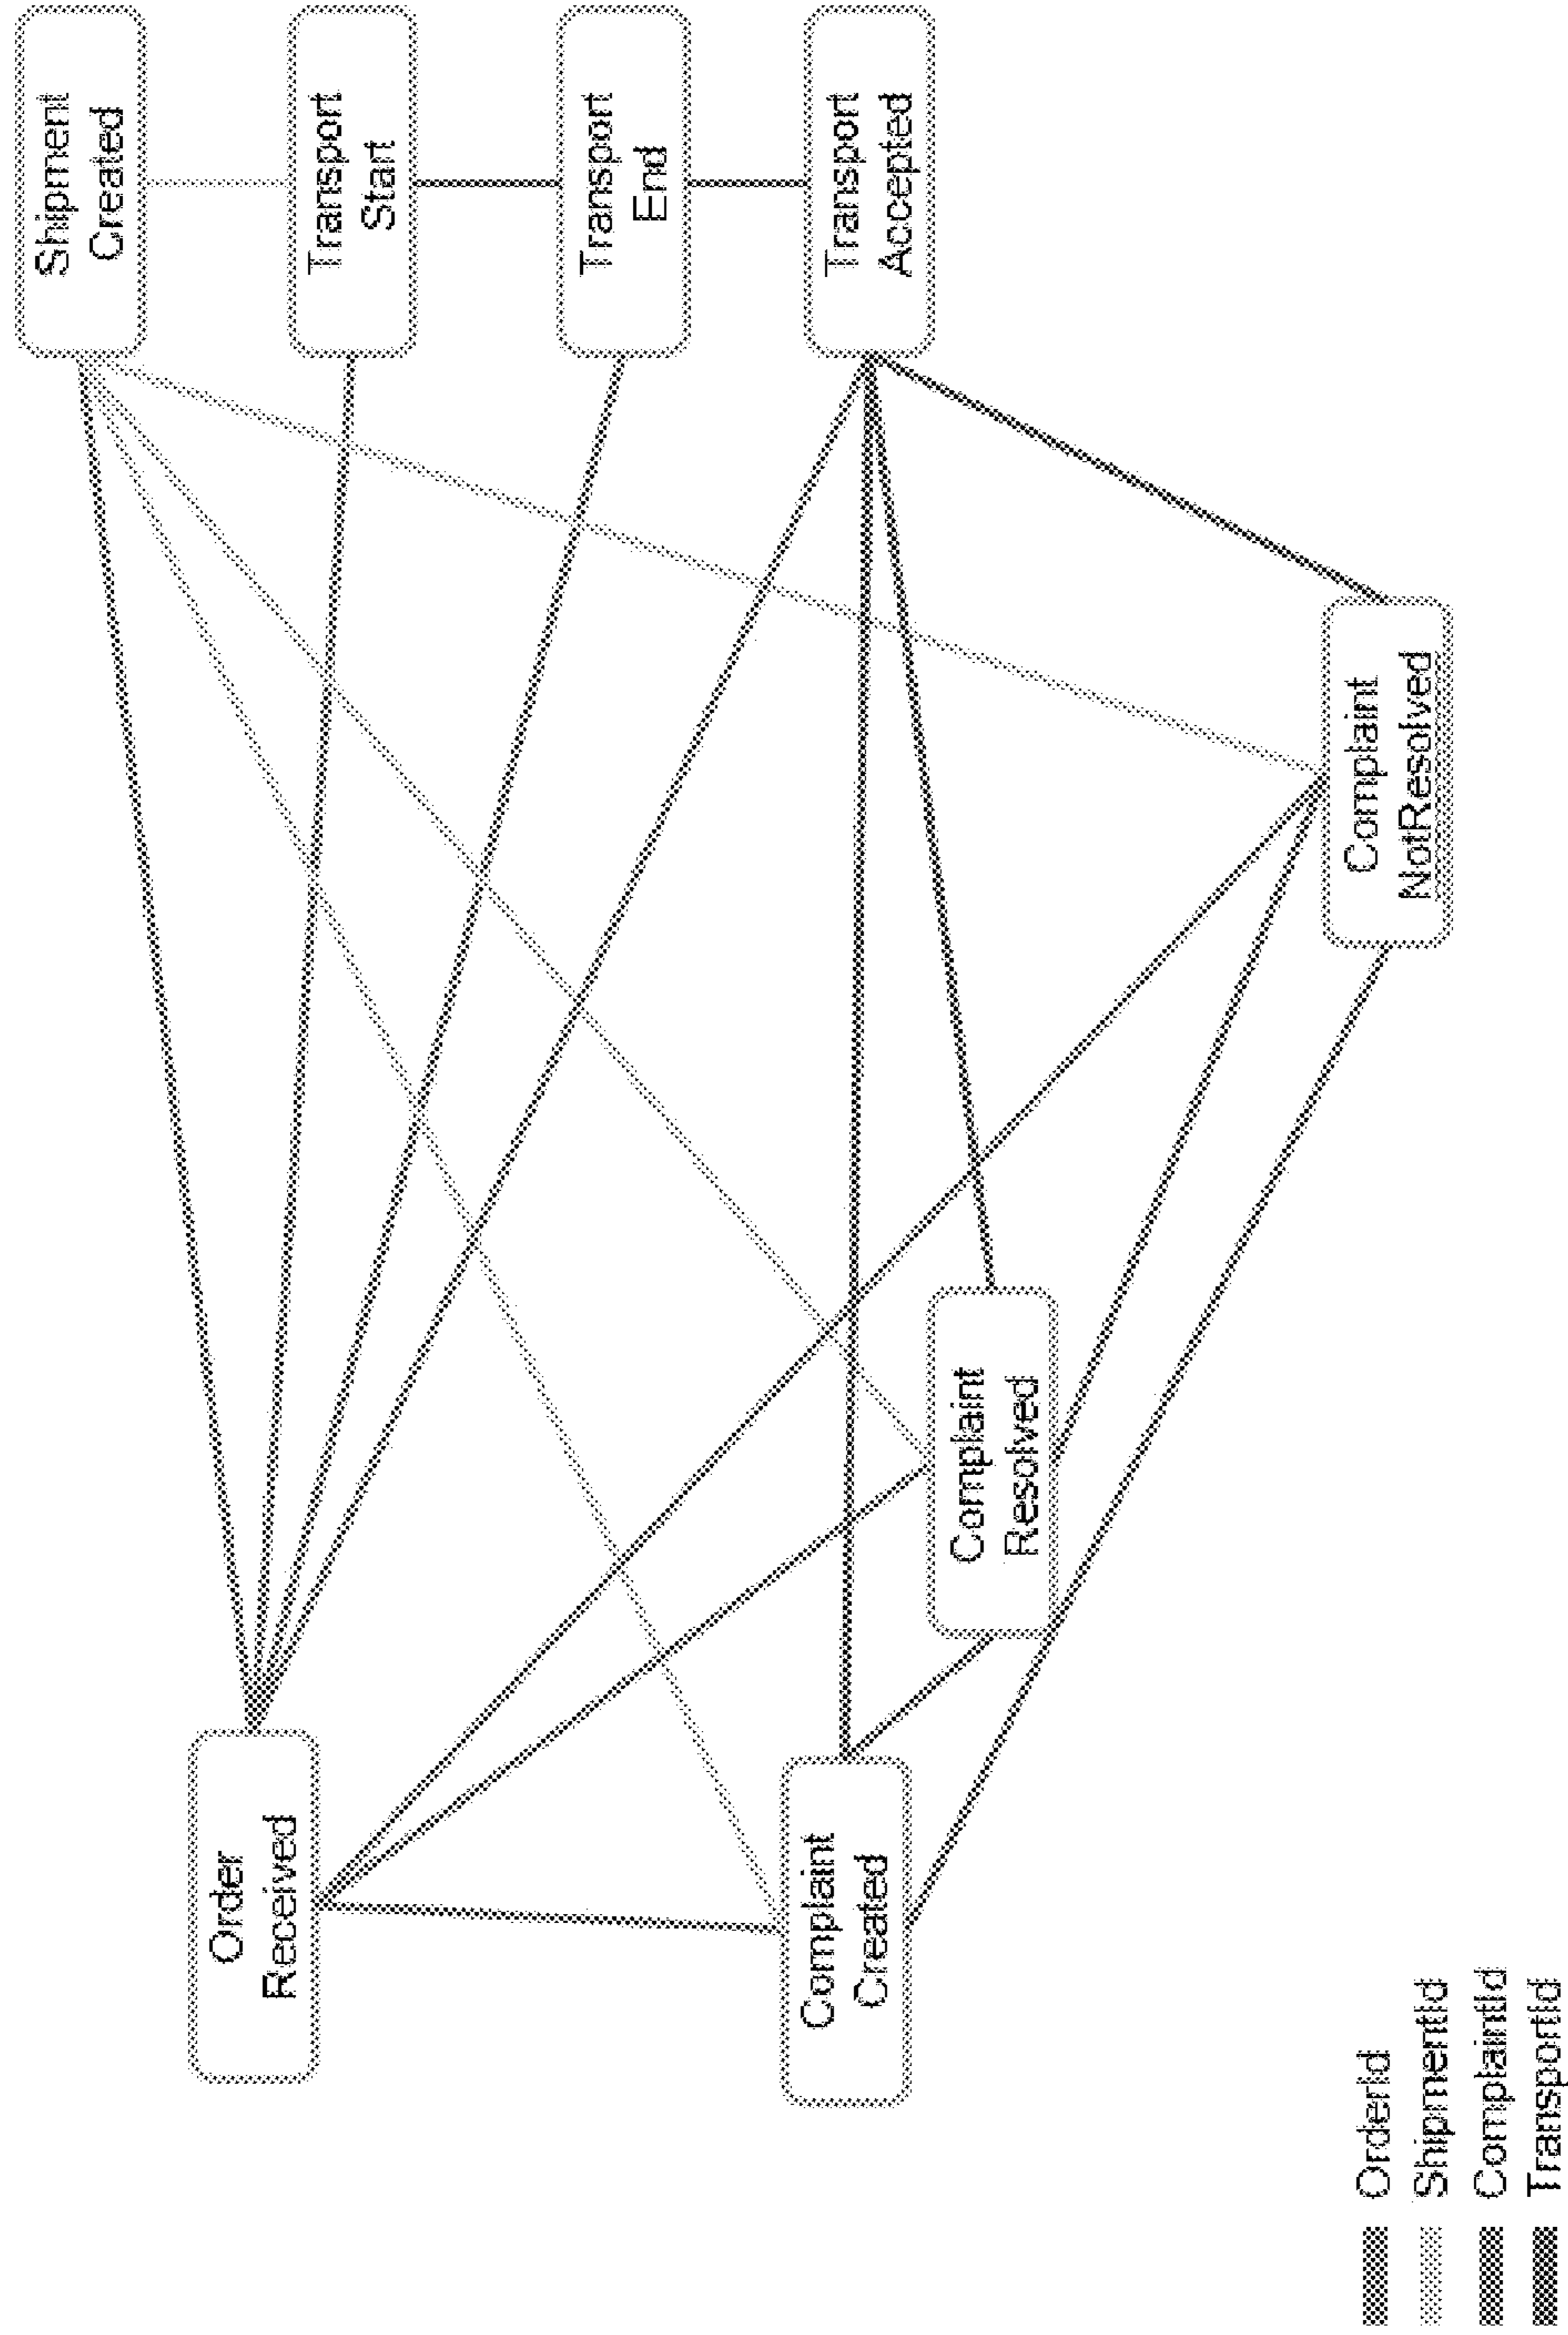 Order
Received
Complaint
Created
Complaint
Resolved
Complaint
NotResolved
Shipment
Created
Transport
Start
Transport
End
Transport
Accepted
OrderId
ShipmentId
ComplaintId
TransportId